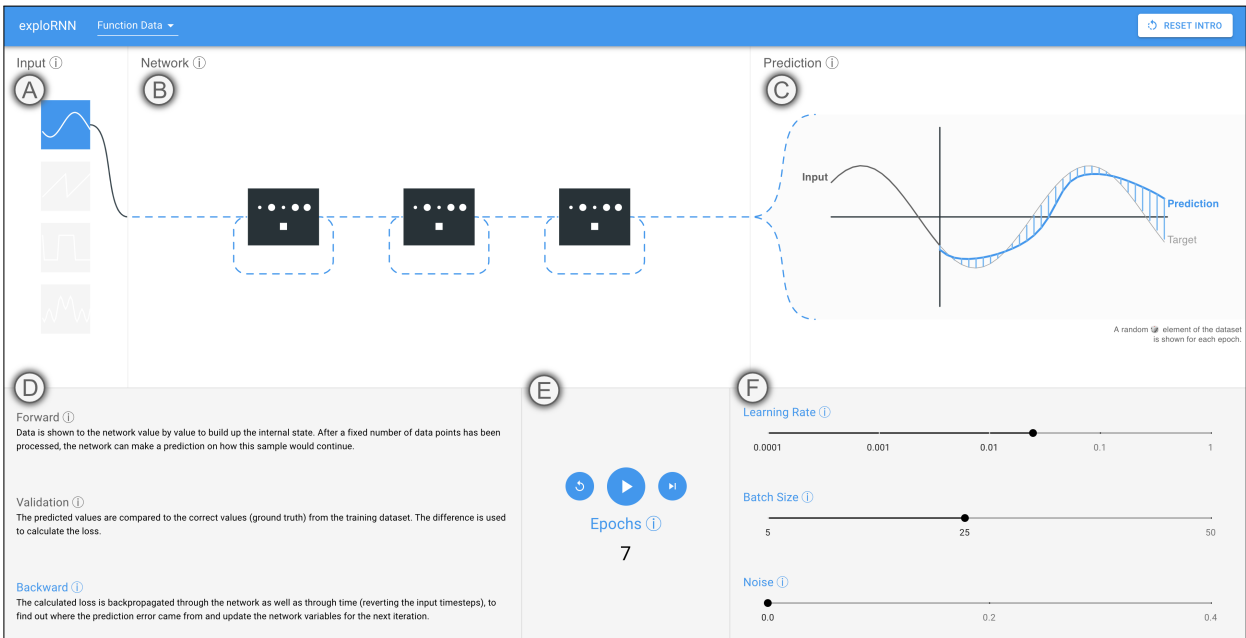 exploRNN
Function Data
RESET INTRO
Input
Network
Prediction
A
B
C
Input
Prediction
Target
A random element of the dataset
is shown for each epoch.
D
E
F
Forward
Data is shown to the network value by value to build up the internal state. After a fixed number of data points has been
processed, the network can make a prediction on how this sample would continue.
Validation
The predicted values are compared to the correct values (ground truth) from the training dataset. The difference is used
to calculate the loss.
Backward
The calculated loss is backpropagated through the network as well as through time (reverting the input timesteps), to
find out where the prediction error came from and update the network variables for the next iteration.
Epochs
7
Learning Rate
0.0001 0.001 0.01 0.1 1
Batch Size
5 25 50
Noise
0.0 0.2 0.4